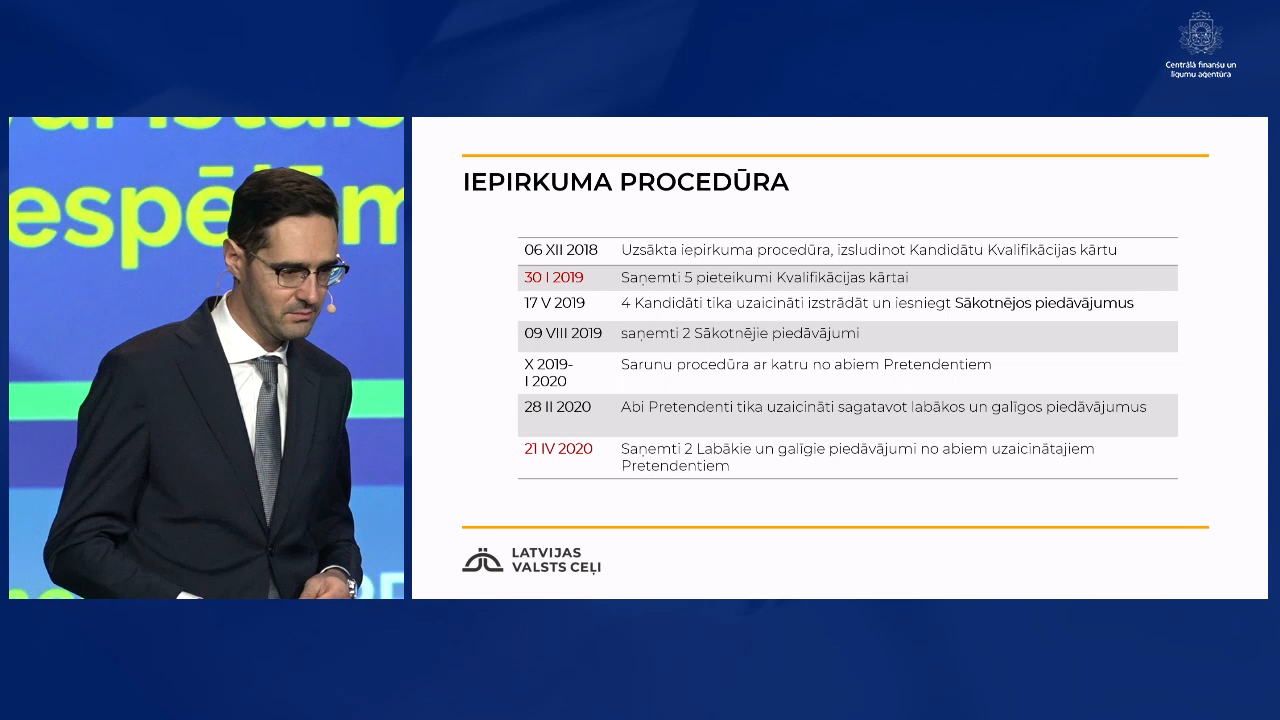 Centrālā finanšu un
līgumu aģentūra
espēlēm
IEPIRKUMA PROCEDŪRA
06 XII 2018 Uzsākta iepirkuma procedūra, izsludinot Kandidātu Kvalifikācijas kārtu
30 I 2019 Saņemti 5 pieteikumi Kvalifikācijas kārtai
17 V 2019 4 Kandidāti tika uzaicināti izstrādāt un iesniegt Sākotnējos piedāvājumus
09 VIII 2019 saņemti 2 Sākotnējie piedāvājumi
X 2019- Sarunu procedūra ar katru no abiem Pretendentiem
I 2020
28 II 2020 Abi Pretendenti tika uzaicināti sagatavot labākos un galīgos piedāvājumus
21 IV 2020 Saņemti 2 Labākie un galīgie piedāvājumi no abiem uzaicinātajiem
Pretendentiem
LATVIJAS
VALSTS CEĻI